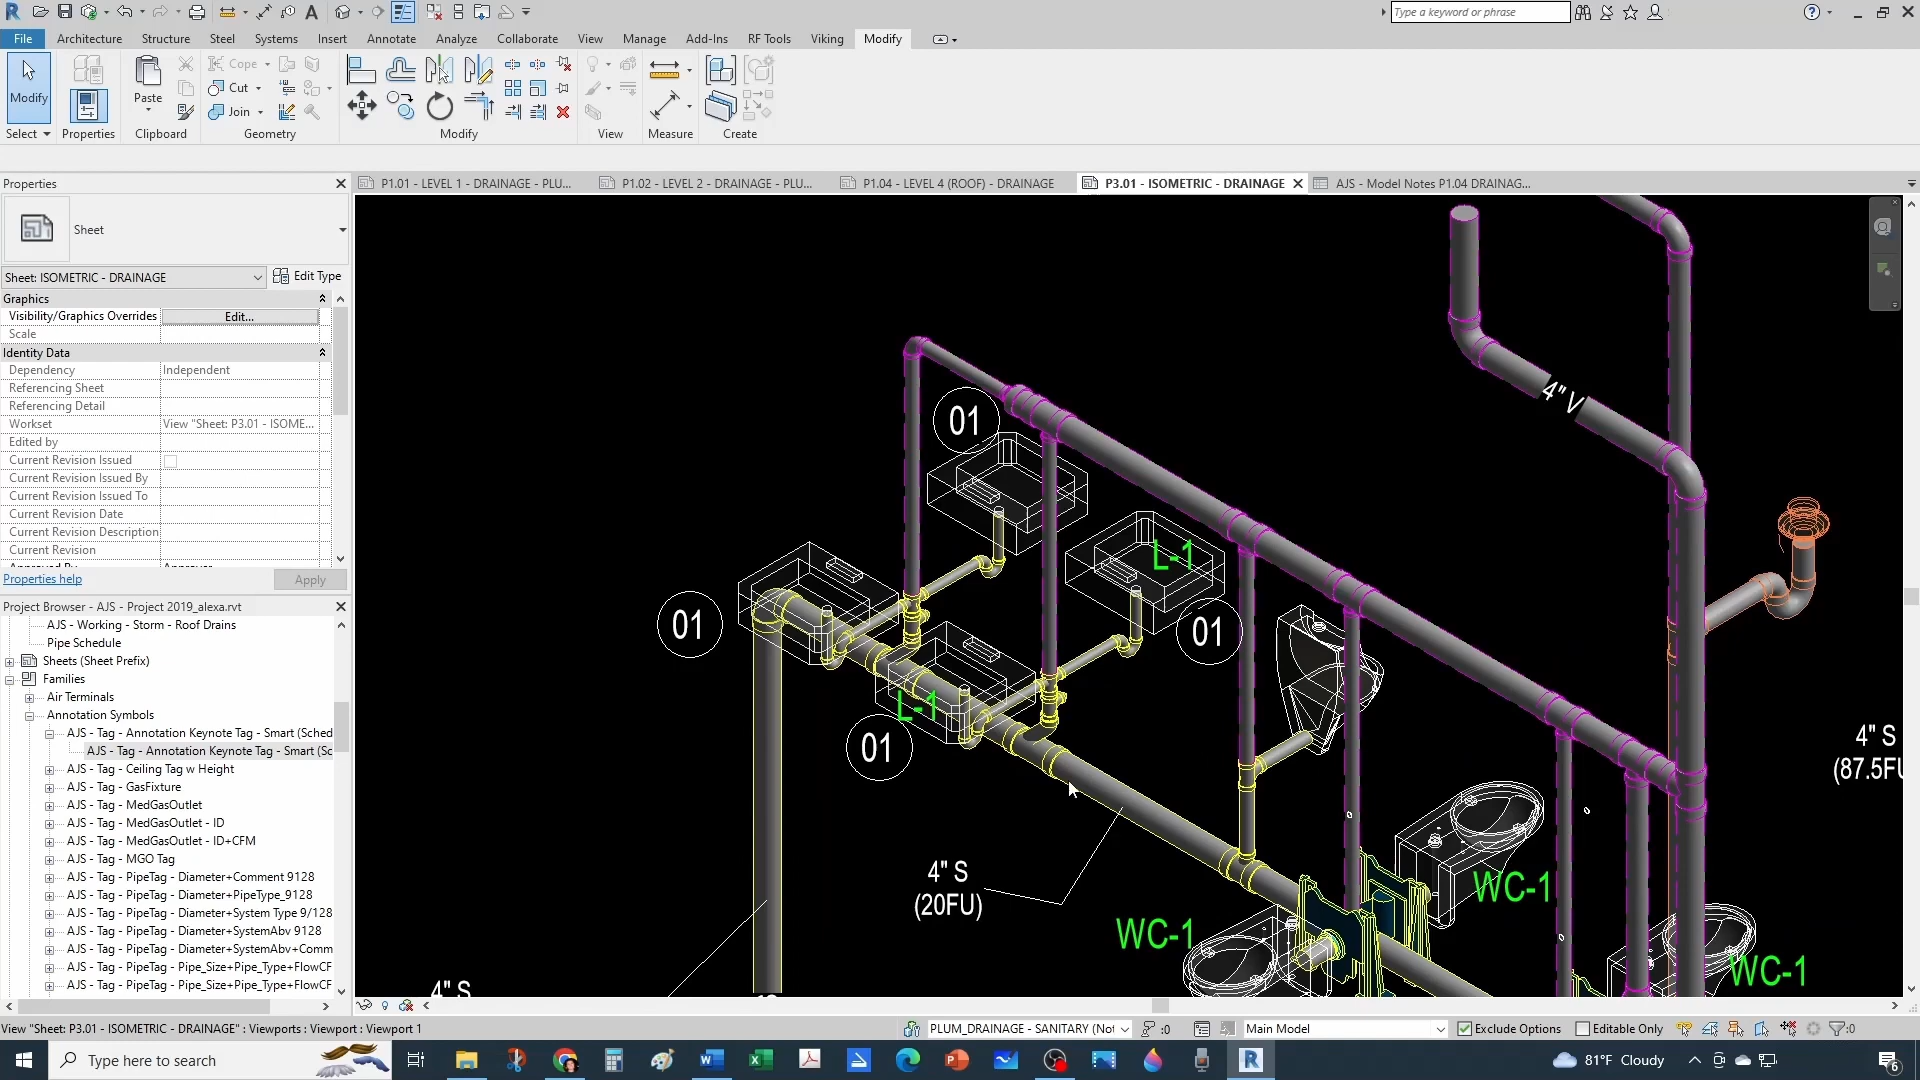 Type a keyword or phrase
File
Architecture
Structure
Steel
Systems
Insert
Annotate
Analyze
Collaborate
View
Manage
Add-Ins
RF Tools
Viking
Modify
Modify
Paste
Cope
Cut
Join
Select
Properties
Clipboard
Geometry
Modify
View
Measure
Create
Properties
P1.01 - LEVEL 1 - DRAINAGE - PLU...
P1.02 - LEVEL 2 - DRAINAGE - PLU...
P1.04 - LEVEL 4 (ROOF) - DRAINAGE
P3.01 - ISOMETRIC - DRAINAGE
AJS - Model Notes P1.04 DRAINAG...
Sheet
Sheet: ISOMETRIC - DRAINAGE
Edit Type
Graphics
Visibility/Graphics Overrides
Edit...
Scale
Identity Data
Dependency
Independent
Referencing Sheet
Referencing Detail
Workset
View "Sheet: P3.01 - ISOME...
Edited by
Current Revision Issued
Current Revision Issued By
Current Revision Issued To
Current Revision Date
Current Revision Description
Current Revision
Properties help
Apply
Project Browser - AJS - Project 2019_alexa.rvt
AJS - Working - Storm - Roof Drains
Pipe Schedule
Sheets (Sheet Prefix)
Families
Air Terminals
Annotation Symbols
AJS - Tag - Annotation Keynote Tag - Smart (Sched
AJS - Tag - Annotation Keynote Tag - Smart (Sc
AJS - Tag - Ceiling Tag w Height
AJS - Tag - GasFixture
AJS - Tag - MedGasOutlet
AJS - Tag - MedGasOutlet - ID
AJS - Tag - MedGasOutlet - ID+CFM
AJS - Tag - MGO Tag
AJS - Tag - PipeTag - Diameter+Comment 9128
AJS - Tag - PipeTag - Diameter+PipeType_9128
AJS - Tag - PipeTag - Diameter+System Type 9/128
AJS - Tag - PipeTag - Diameter+SystemAbv 9128
AJS - Tag - PipeTag - Diameter+SystemAbv+Comm
AJS - Tag - PipeTag - Pipe_Size+Pipe_Type+FlowCF
AJS - Tag - PipeTag - Pipe_Size+Pipe_Type+FlowCF
4" V
01
L-1
01
01
L-1
01
4" S
(87.5FU
4" S
(20FU)
WC-1
WC-1
WC-1
4" S
View "Sheet: P3.01 - ISOMETRIC - DRAINAGE" : Viewports : Viewport : Viewport 1
PLUM_DRAINAGE - SANITARY (Not
:0
Main Model
Exclude Options
Editable Only
:0
Type here to search
81°F Cloudy
6